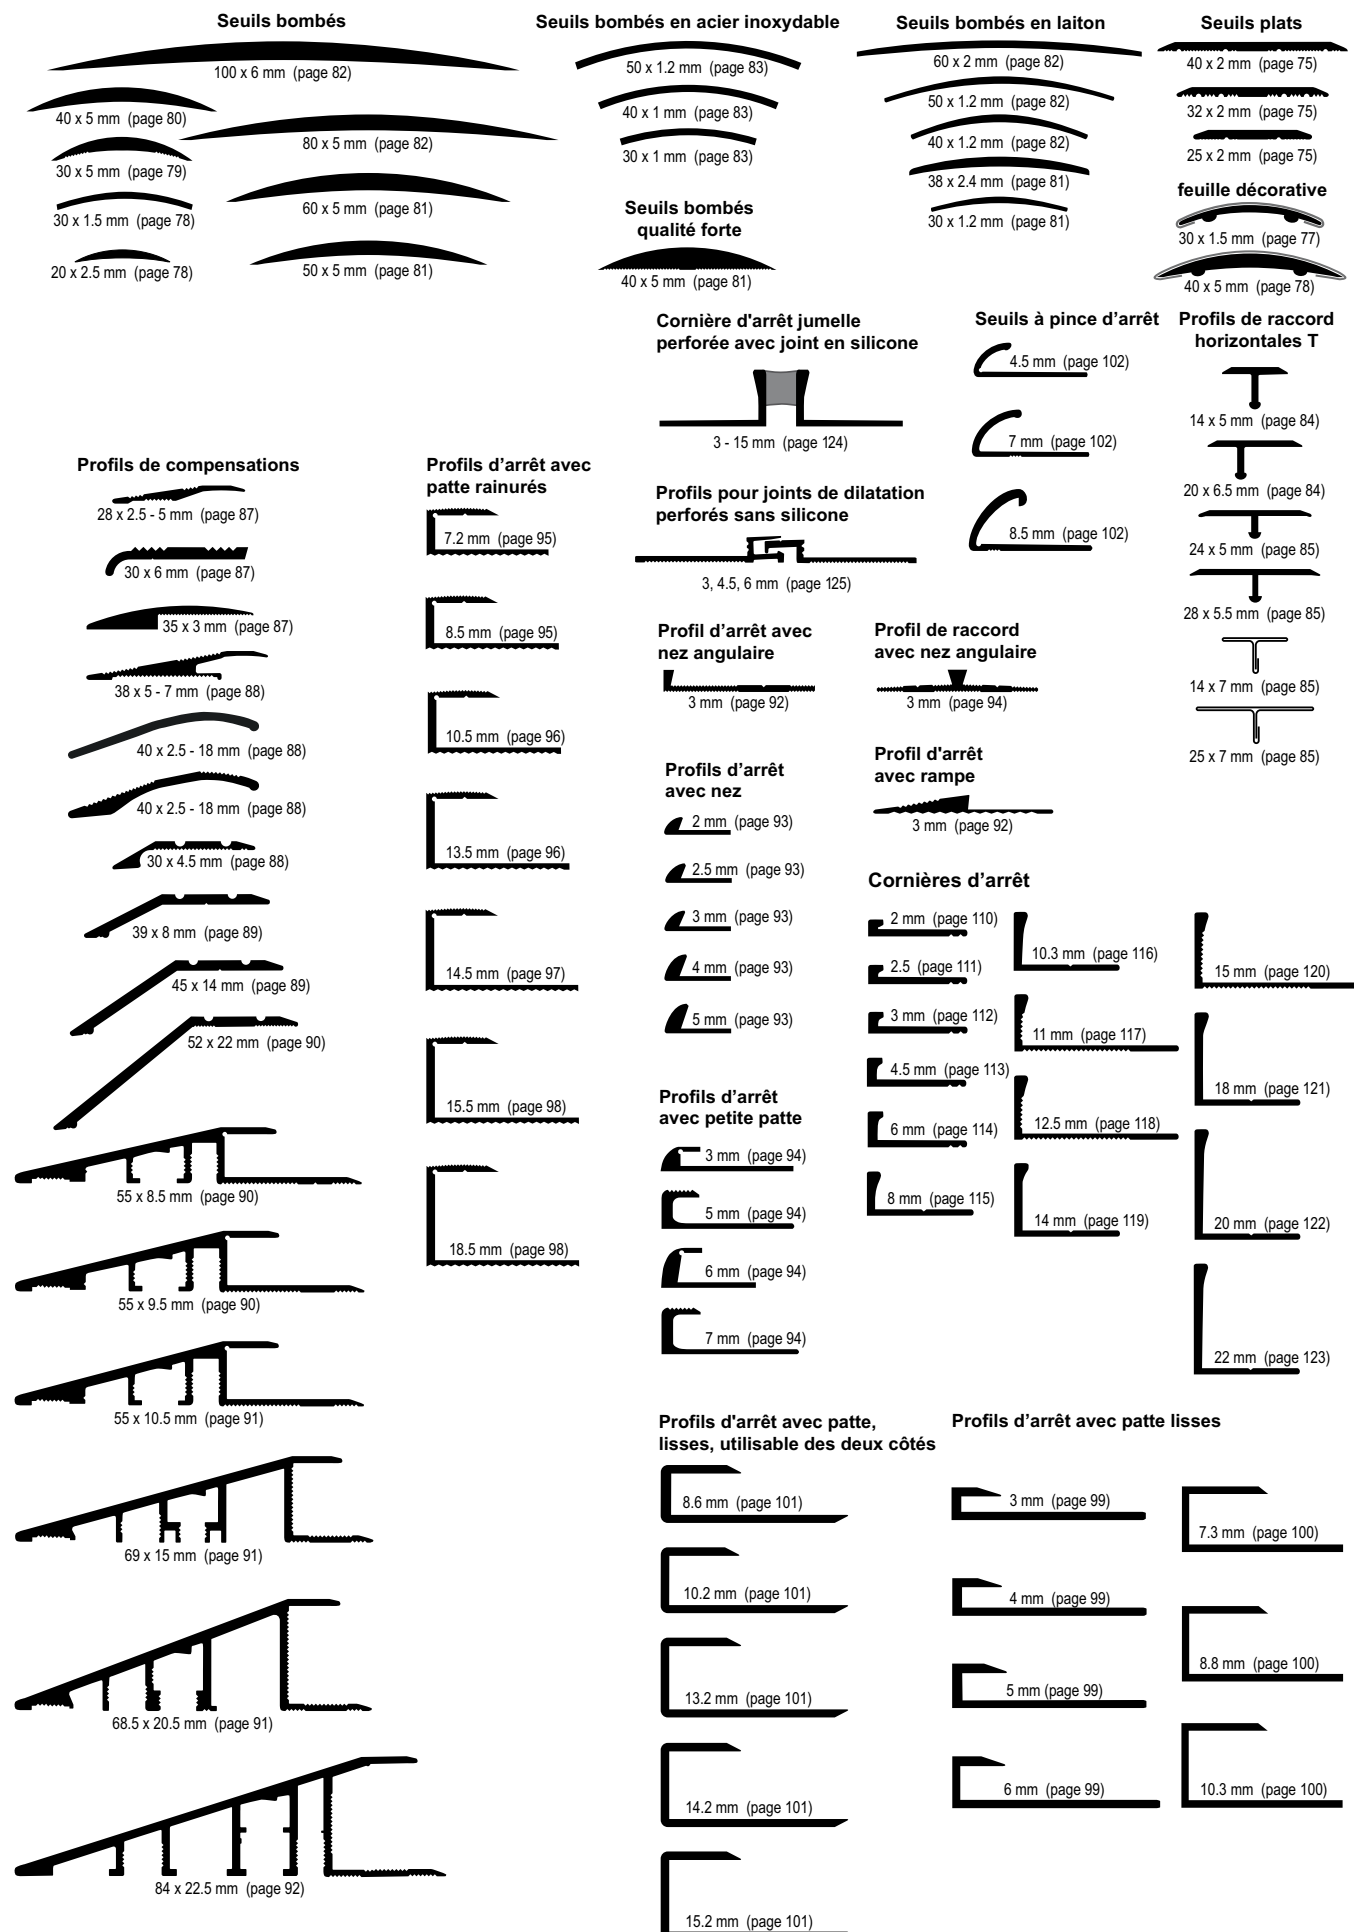 Seuils bombés
100 x 6 mm (page 82)
40 x 5 mm (page 80)
80 x 5 mm (page 82)
30 x 5 mm (page 79)
30 x 1.5 mm (page 78)
60 x 5 mm (page 81)
20 x 2.5 mm (page 78)
50 x 5 mm (page 81)
Seuils bombés en acier inoxydable
50 x 1.2 mm (page 83)
40 x 1 mm (page 83)
30 x 1 mm (page 83)
Seuils bombés
qualité forte
40 x 5 mm (page 81)
Seuils bombés en laiton
60 x 2 mm (page 82)
50 x 1.2 mm (page 82)
40 x 1.2 mm (page 82)
38 x 2.4 mm (page 81)
30 x 1.2 mm (page 81)
Seuils plats
40 x 2 mm (page 75)
32 x 2 mm (page 75)
25 x 2 mm (page 75)
feuille décorative
30 x 1.5 mm (page 77)
40 x 5 mm (page 78)
Cornière d'arrêt jumelle
perforée avec joint en silicone
3 - 15 mm (page 124)
Seuils à pince d’arrêt
4.5 mm (page 102)
7 mm (page 102)
8.5 mm (page 102)
Profils de raccord
horizontales T
14 x 5 mm (page 84)
20 x 6.5 mm (page 84)
24 x 5 mm (page 85)
28 x 5.5 mm (page 85)
14 x 7 mm (page 85)
25 x 7 mm (page 85)
Profils de compensations
28 x 2.5 - 5 mm (page 87)
30 x 6 mm (page 87)
35 x 3 mm (page 87)
38 x 5 - 7 mm (page 88)
40 x 2.5 - 18 mm (page 88)
40 x 2.5 - 18 mm (page 88)
30 x 4.5 mm (page 88)
39 x 8 mm (page 89)
45 x 14 mm (page 89)
52 x 22 mm (page 90)
55 x 8.5 mm (page 90)
55 x 9.5 mm (page 90)
55 x 10.5 mm (page 91)
69 x 15 mm (page 91)
68.5 x 20.5 mm (page 91)
84 x 22.5 mm (page 92)
Profils d’arrêt avec
patte rainurés
7.2 mm (page 95)
8.5 mm (page 95)
10.5 mm (page 96)
13.5 mm (page 96)
14.5 mm (page 97)
15.5 mm (page 98)
18.5 mm (page 98)
Profils pour joints de dilatation
perforés sans silicone
3, 4.5, 6 mm (page 125)
Profil d’arrêt avec
nez angulaire
3 mm (page 92)
Profil de raccord
avec nez angulaire
3 mm (page 94)
Profils d’arrêt
avec nez
2 mm (page 93)
2.5 mm (page 93)
3 mm (page 93)
4 mm (page 93)
5 mm (page 93)
Profil d'arrêt
avec rampe
3 mm (page 92)
Cornières d’arrêt
2 mm (page 110)
2.5 (page 111)
3 mm (page 112)
4.5 mm (page 113)
6 mm (page 114)
8 mm (page 115)
10.3 mm (page 116)
11 mm (page 117)
12.5 mm (page 118)
14 mm (page 119)
15 mm (page 120)
18 mm (page 121)
20 mm (page 122)
22 mm (page 123)
Profils d’arrêt
avec petite patte
3 mm (page 94)
5 mm (page 94)
6 mm (page 94)
7 mm (page 94)
Profils d'arrêt avec patte,
lisses, utilisable des deux côtés
8.6 mm (page 101)
10.2 mm (page 101)
13.2 mm (page 101)
14.2 mm (page 101)
15.2 mm (page 101)
Profils d’arrêt avec patte lisses
3 mm (page 99)
4 mm (page 99)
5 mm (page 99)
6 mm (page 99)
7.3 mm (page 100)
8.8 mm (page 100)
10.3 mm (page 100)